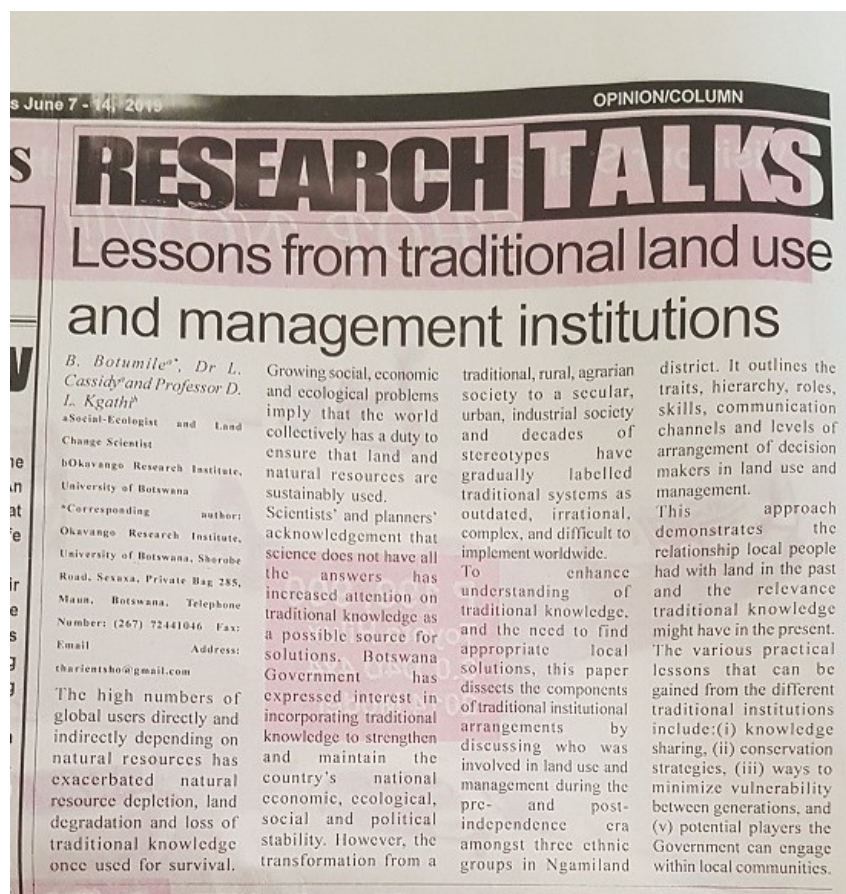 s June 7 - 14, 2019
OPINION/COLUMN
RESEARCH TALKS
Lessons from traditional land use
and management institutions
B. Botumileᵃ*, Dr L.
Cassidyᵃand Professor D.
L. Kgathiᵇ
aSocial-Ecologist and Land
Change Scientist
bOkavango Research Institute,
University of Botswana
*Corresponding author:
Okavango Research Institute,
University of Botswana, Shorobe
Road, Sexaxa, Private Bag 285,
Maun, Botswana. Telephone
Number: (267) 72441046 Fax:
Email Address:
tharientsho@gmail.com
The high numbers of
global users directly and
indirectly depending on
natural resources has
exacerbated natural
resource depletion, land
degradation and loss of
traditional knowledge
once used for survival.
Growing social, economic
and ecological problems
imply that the world
collectively has a duty to
ensure that land and
natural resources are
sustainably used.
Scientists' and planners'
acknowledgement that
science does not have all
the answers has
increased attention on
traditional knowledge as
a possible source for
solutions. Botswana
Government has
expressed interest in
incorporating traditional
knowledge to strengthen
and maintain the
country's national
economic, ecological,
social and political
stability. However, the
transformation from a
traditional, rural, agrarian
society to a secular,
urban, industrial society
and decades of
stereotypes have
gradually labelled
traditional systems as
outdated, irrational,
complex, and difficult to
implement worldwide.
To enhance
understanding of
traditional knowledge,
and the need to find
appropriate local
solutions, this paper
dissects the components
of traditional institutional
arrangements by
discussing who was
involved in land use and
management during the
pre- and post-
independence era
amongst three ethnic
groups in Ngamiland
district. It outlines the
traits, hierarchy, roles,
skills, communication
channels and levels of
arrangement of decision
makers in land use and
management.
This approach
demonstrates the
relationship local people
had with land in the past
and the relevance
traditional knowledge
might have in the present.
The various practical
lessons that can be
gained from the different
traditional institutions
include:(i) knowledge
sharing, (ii) conservation
strategies, (iii) ways to
minimize vulnerability
between generations, and
(v) potential players the
Government can engage
within local communities.